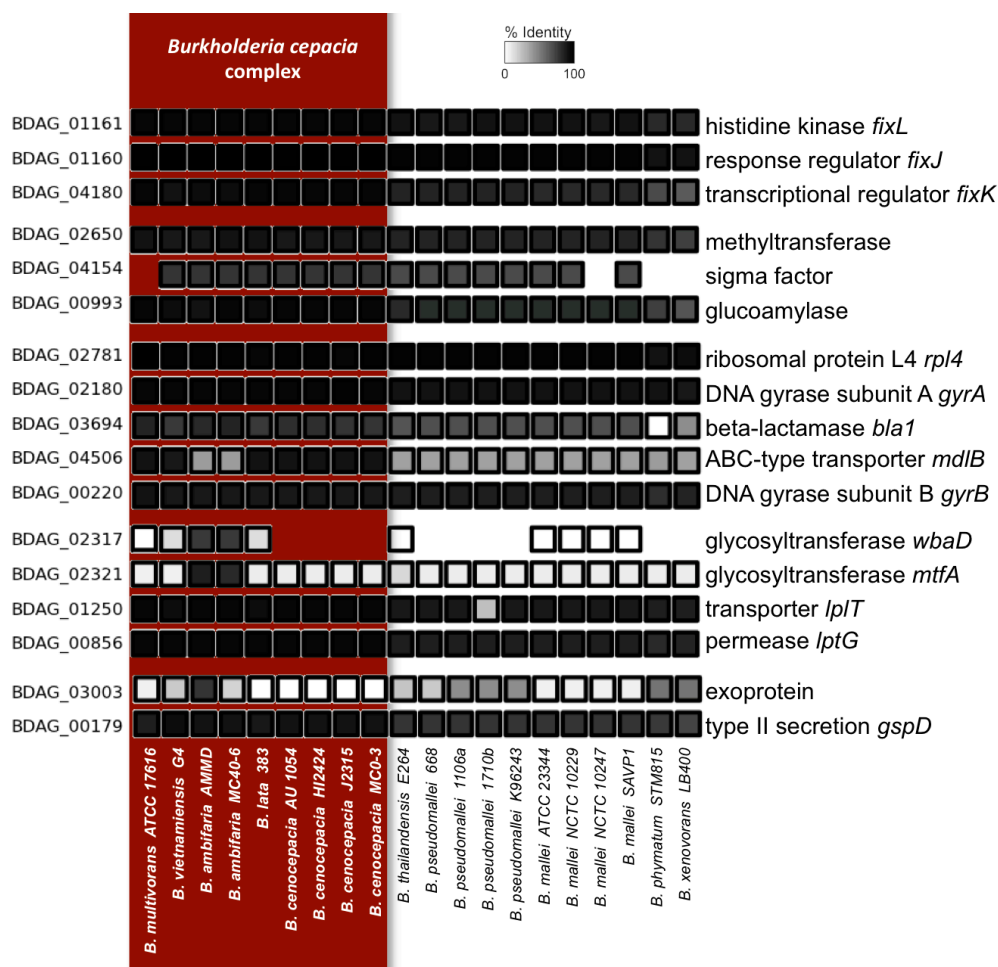 Burkholderia cepacia
complex
% Identity
0 100
BDAG_01161 histidine kinase fixL
BDAG_01160 response regulator fixJ
BDAG_04180 transcriptional regulator fixK
BDAG_02650 methyltransferase
BDAG_04154 sigma factor
BDAG_00993 glucoamylase
BDAG_02781 ribosomal protein L4 rpl4
BDAG_02180 DNA gyrase subunit A gyrA
BDAG_03694 beta-lactamase bla1
BDAG_04506 ABC-type transporter mdlB
BDAG_00220 DNA gyrase subunit B gyrB
BDAG_02317 glycosyltransferase wbaD
BDAG_02321 glycosyltransferase mtfA
BDAG_01250 transporter lplT
BDAG_00856 permease lptG
BDAG_03003 exoprotein
BDAG_00179 type II secretion gspD
B. multivorans ATCC 17616
B. vietnamiensis G4
B. ambifaria AMMD
B. ambifaria MC40-6
B. lata 383
B. cenocepacia AU 1054
B. cenocepacia HI2424
B. cenocepacia J2315
B. cenocepacia MC0-3
B. thailandensis E264
B. pseudomallei 668
B. pseudomallei 1106a
B. pseudomallei 1710b
B. pseudomallei K96243
B. mallei ATCC 23344
B. mallei NCTC 10229
B. mallei NCTC 10247
B. mallei SAVP1
B. phymatum STM815
B. xenovorans LB400